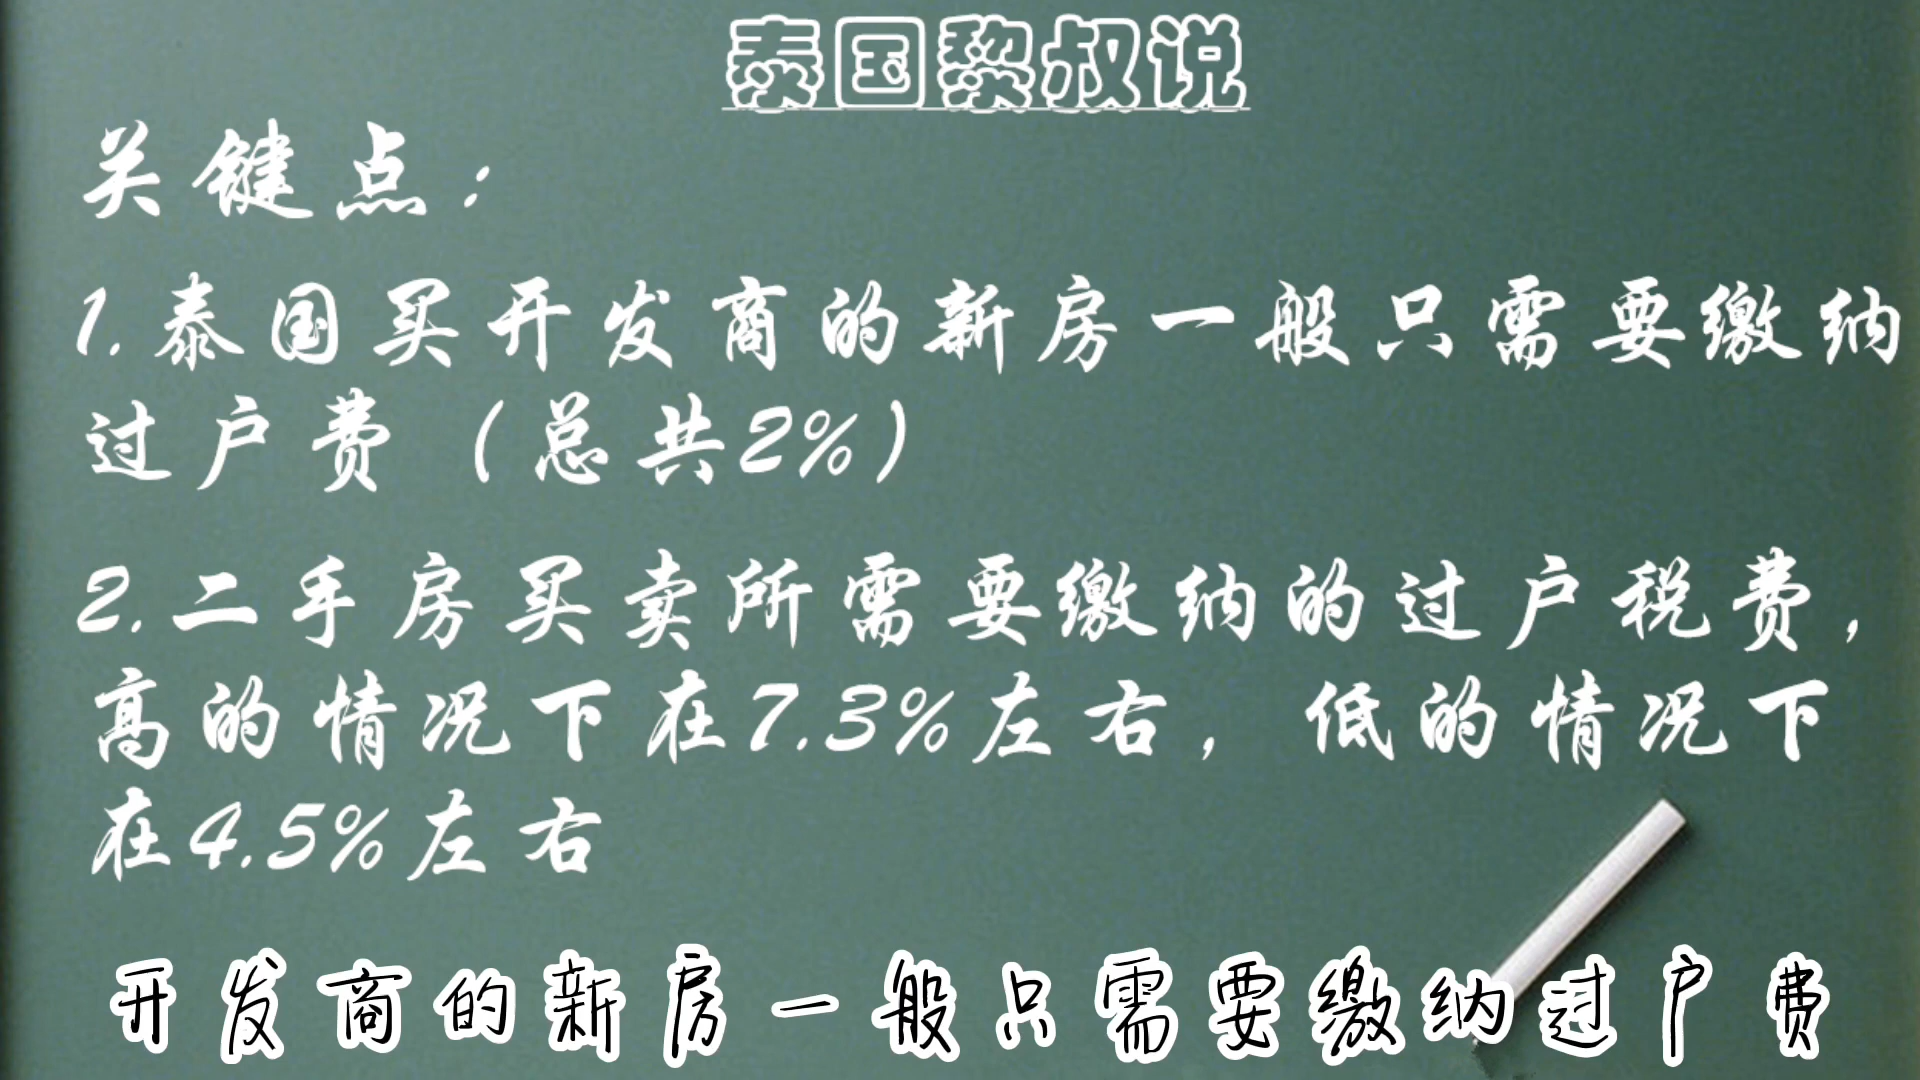 泰国黎叔说
关键点：
1.泰国买开发商的新房一般只需要缴纳
过户费（总共2%）
2.二手房买卖所需要缴纳的过户税费，
高的情况下在7.3%左右，低的情况下
在4.5%左右
开发商的新房一般只需要缴纳过户费